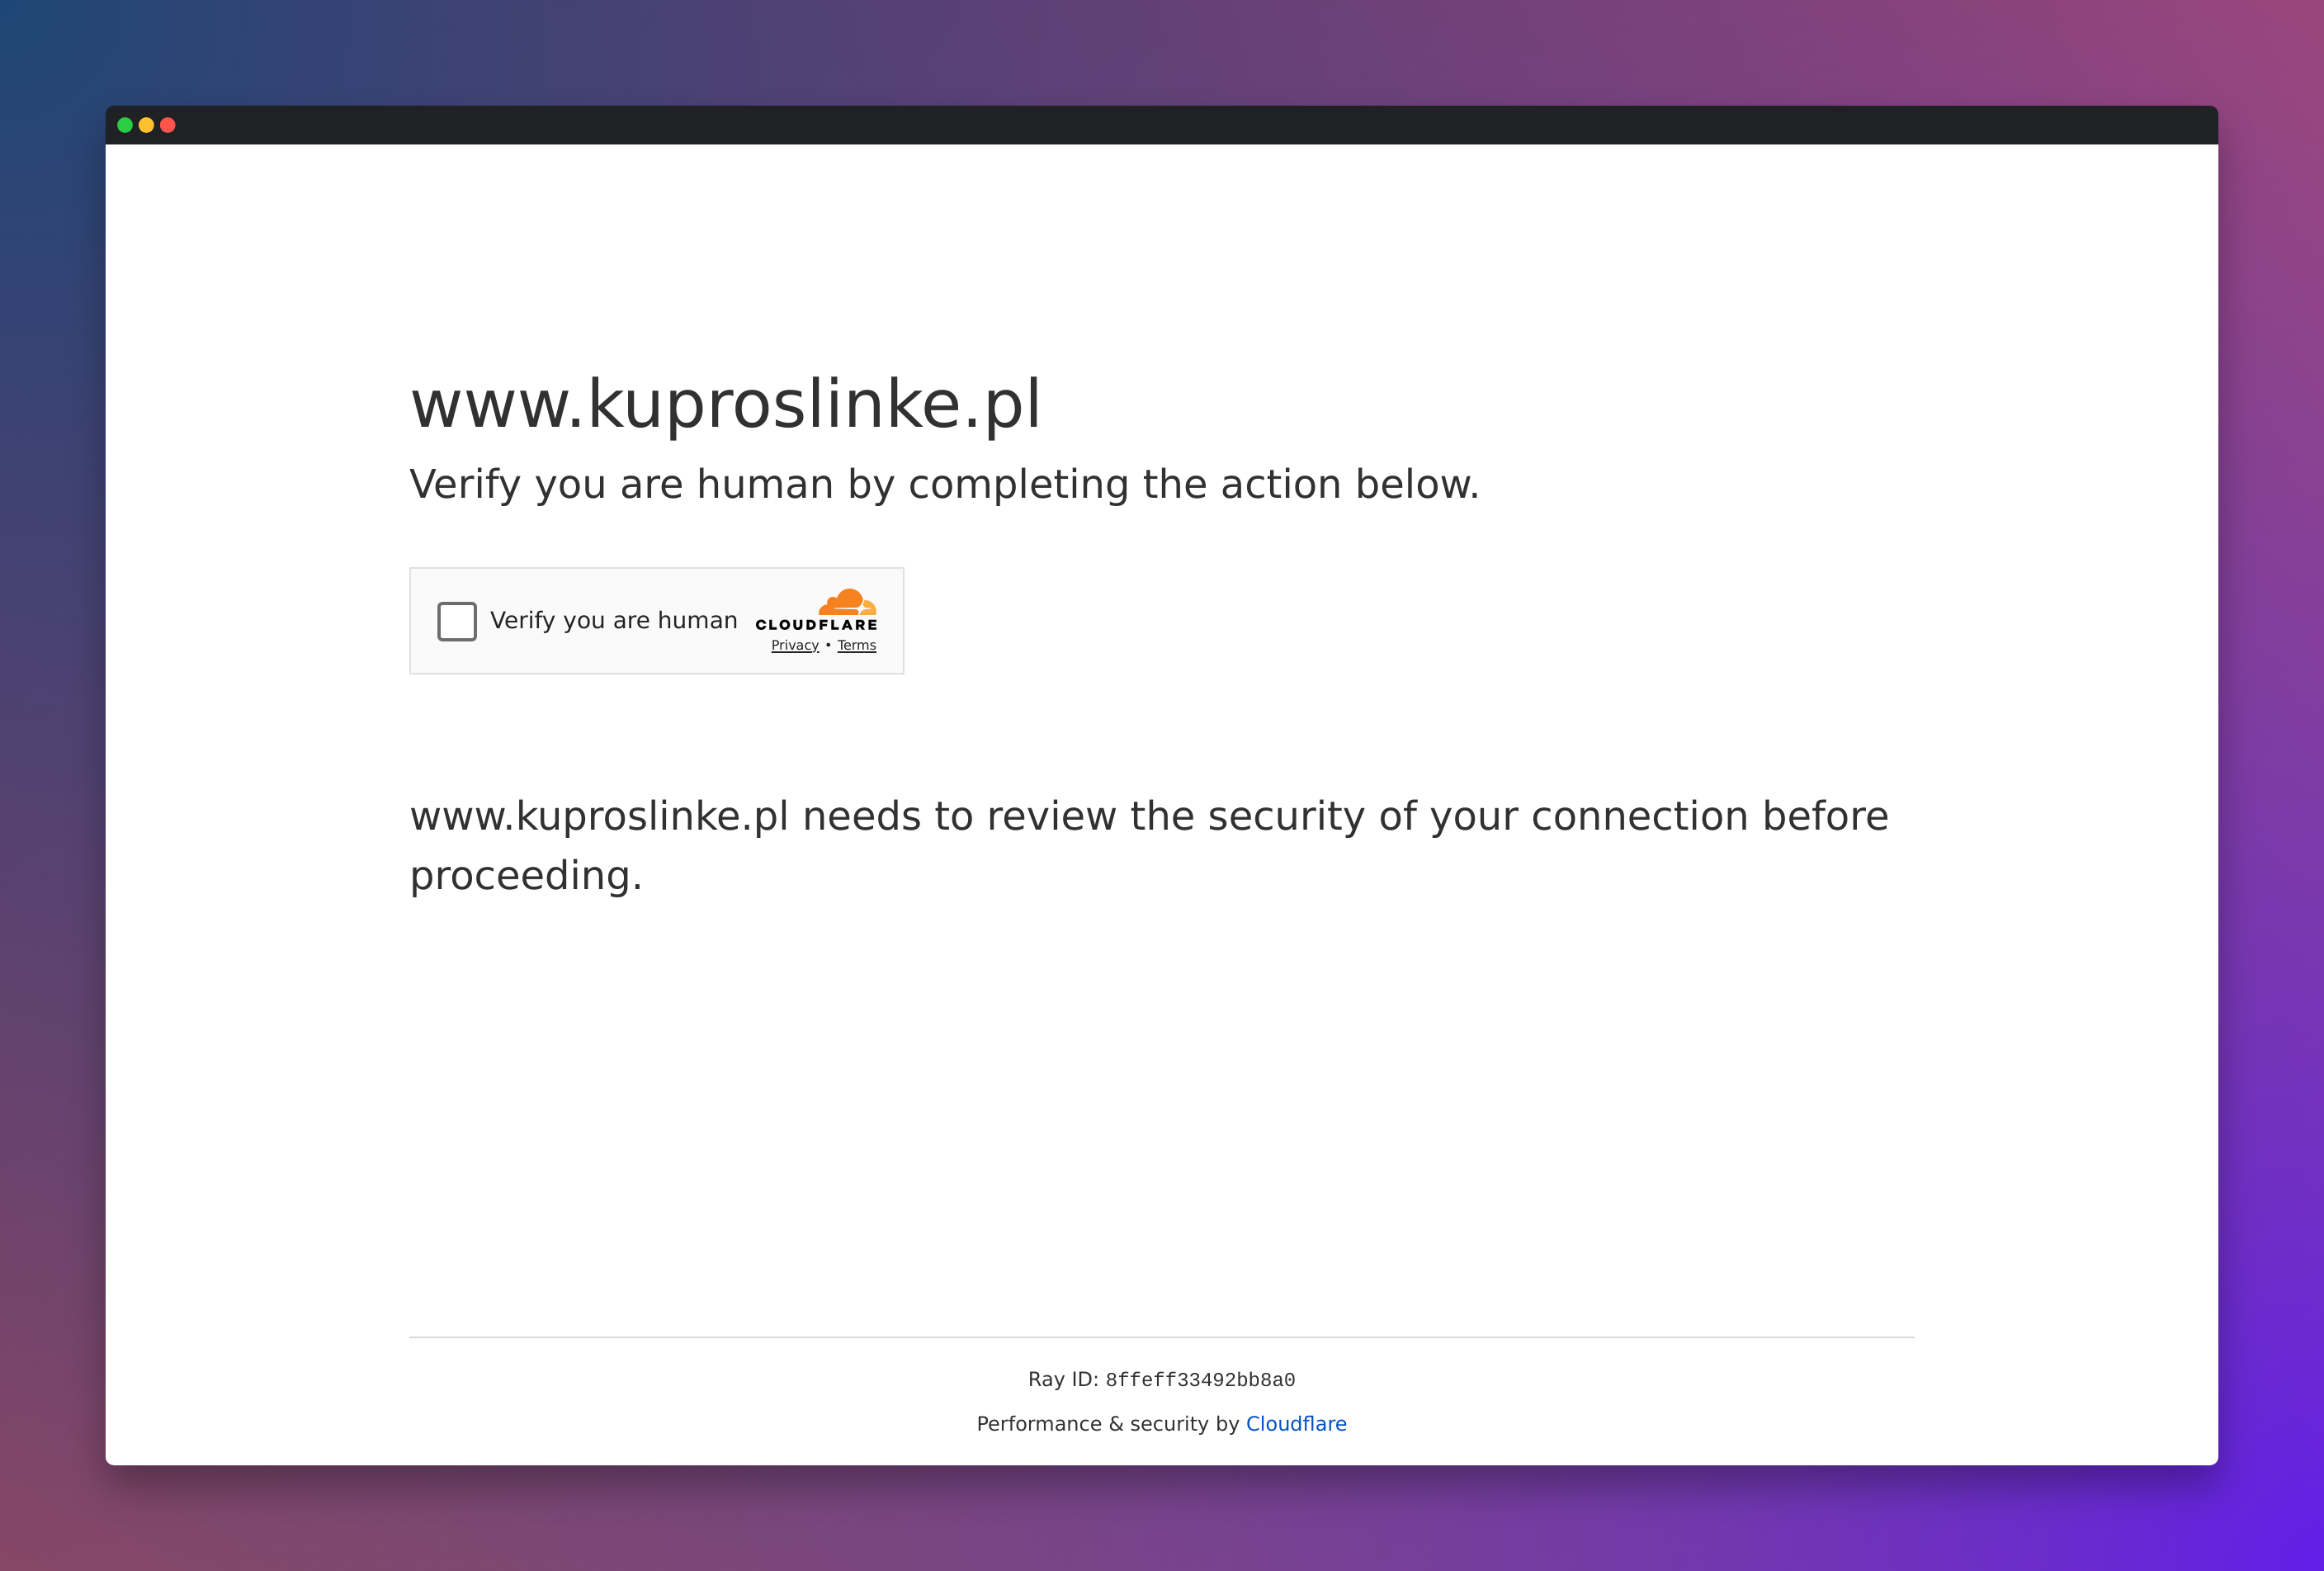 www.kuproslinke.pl
Verify you are human by completing the action below.
Verify you are human
CLOUDFLARE
Privacy • Terms
www.kuproslinke.pl needs to review the security of your connection before
proceeding.
Ray ID: 8ffeff33492bb8a0
Performance & security by Cloudflare